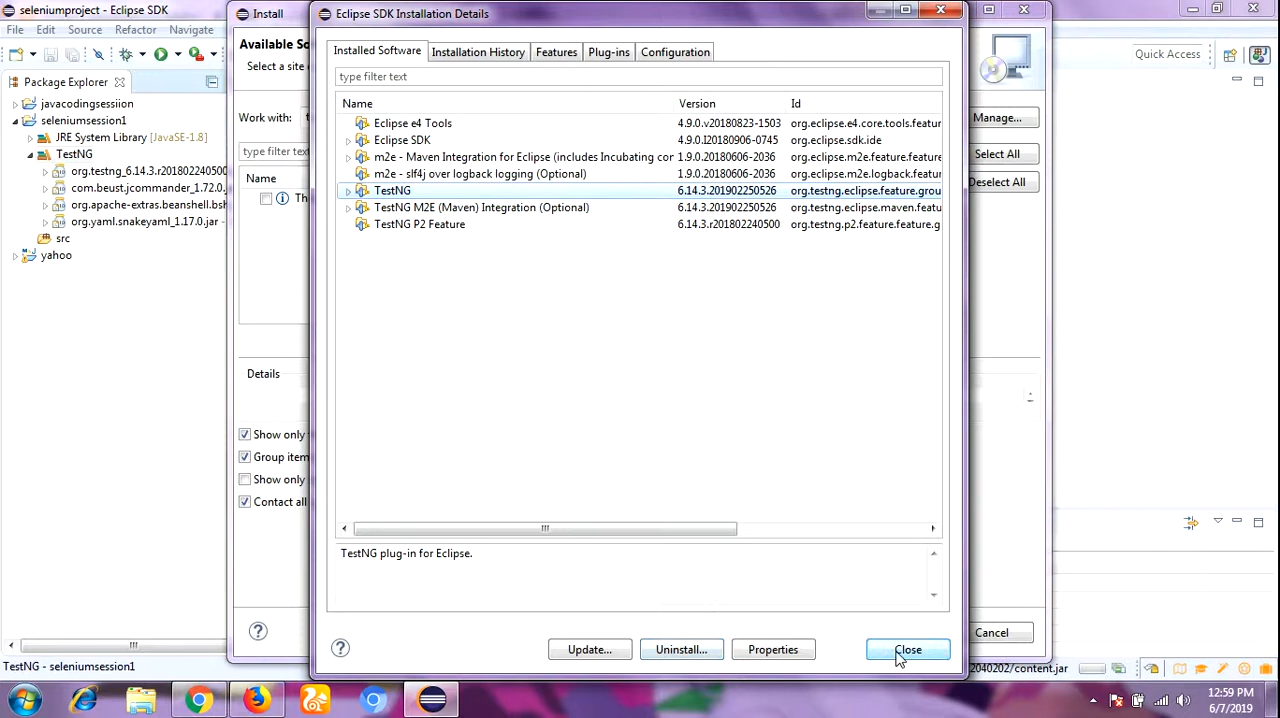 seleniumproject - Eclipse SDK
File Edit Source Refactor Navigate
Quick Access
Package Explorer
javacodingsessiion
seleniumsession1
JRE System Library [JavaSE-1.8]
TestNG
org.testng_6.14.3.r201802240500
com.beust.jcommander_1.72.0.
org.apache-extras.beanshell.bsh
org.yaml.snakeyaml_1.17.0.jar
src
yahoo
Install
Available So
Select a site
Work with:
type filter text
Name
Th
Details
Show only
Group item
Show only
Contact all
Manage...
Select All
Deselect All
Cancel
Eclipse SDK Installation Details
Installed Software Installation History Features Plug-ins Configuration
type filter text
Name Version Id
Eclipse e4 Tools 4.9.0.v20180823-1503 org.eclipse.e4.core.tools.featur
Eclipse SDK 4.9.0.I20180906-0745 org.eclipse.sdk.ide
m2e - Maven Integration for Eclipse (includes Incubating cor 1.9.0.20180606-2036 org.eclipse.m2e.feature.feature
m2e - slf4j over logback logging (Optional) 1.9.0.20180606-2036 org.eclipse.m2e.logback.feature
TestNG 6.14.3.201902250526 org.testng.eclipse.feature.grou
TestNG M2E (Maven) Integration (Optional) 6.14.3.201902250526 org.testng.eclipse.maven.featu
TestNG P2 Feature 6.14.3.r201802240500 org.testng.p2.feature.feature.g
TestNG plug-in for Eclipse.
Update... Uninstall... Properties Close
TestNG - seleniumsession1
2040202/content.jar
12:59 PM
6/7/2019